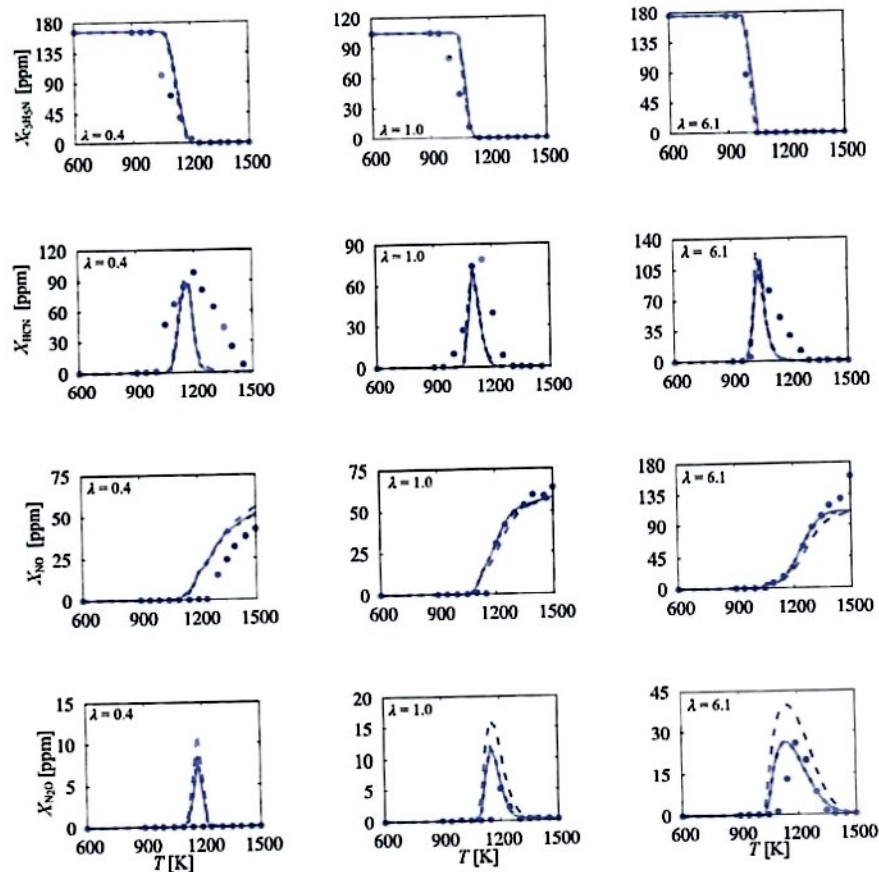 180 135 90 45 0 X_C5H5N [ppm] λ = 0.4 600 900 1200 1500
120 90 60 30 0 λ = 1.0 600 900 1200 1500
180 135 90 45 0 λ = 6.1 600 900 1200 1500
120 90 60 30 0 X_HCN [ppm] λ = 0.4 600 900 1200 1500
90 60 30 0 λ = 1.0 600 900 1200 1500
140 105 70 35 0 λ = 6.1 600 900 1200 1500
75 50 25 0 X_NO [ppm] λ = 0.4 600 900 1200 1500
75 50 25 0 λ = 1.0 600 900 1200 1500
180 135 90 45 0 λ = 6.1 600 900 1200 1500
15 10 5 0 X_N2O [ppm] λ = 0.4 600 900 1200 1500 T [K]
20 15 10 5 0 λ = 1.0 600 900 1200 1500 T [K]
45 30 15 0 λ = 6.1 600 900 1200 1500 T [K]